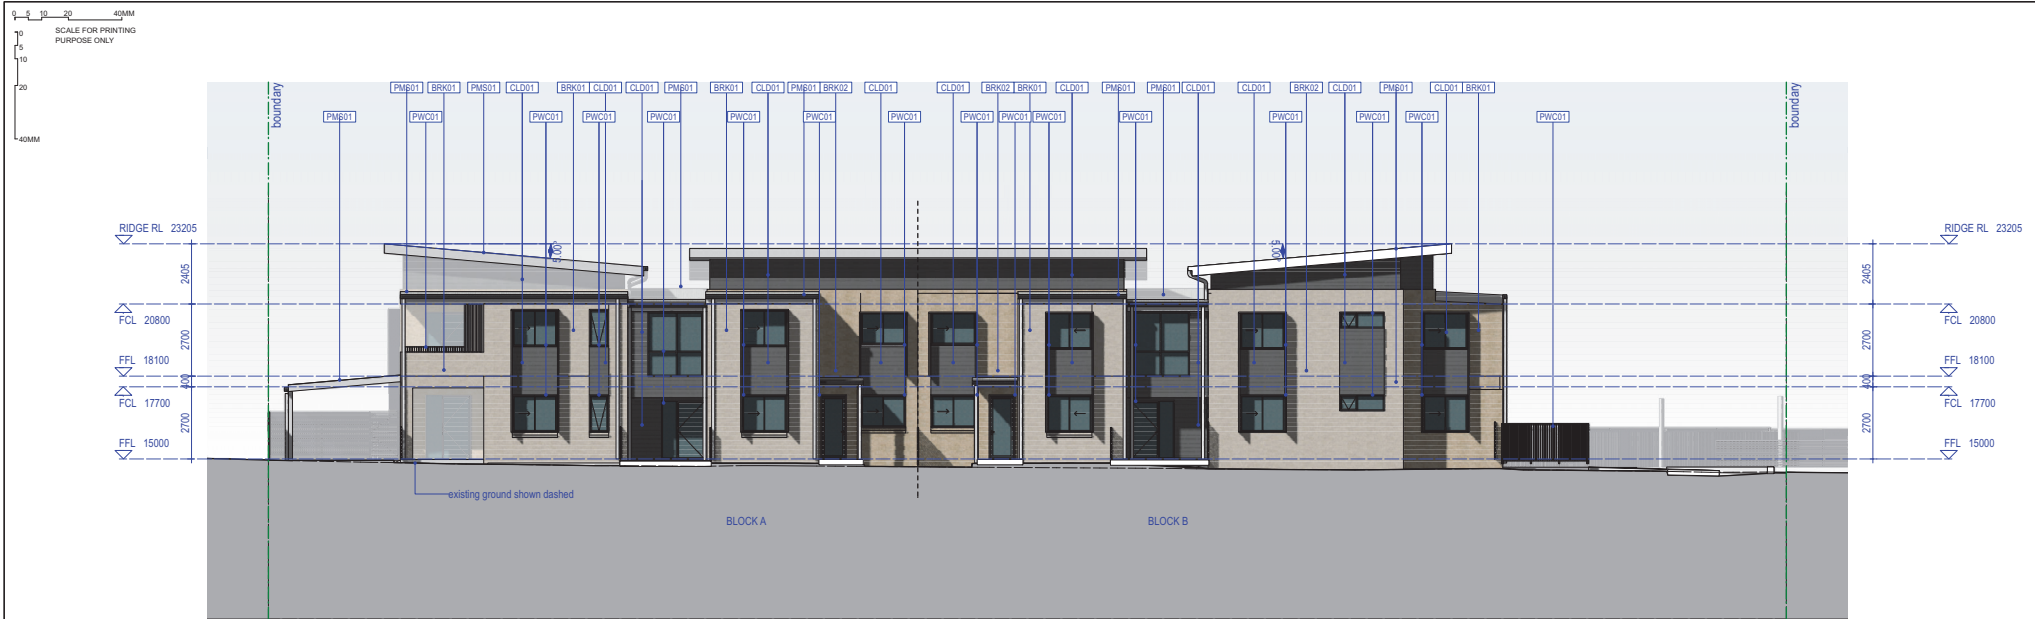 0 5 10 20 40MM
SCALE FOR PRINTING
PURPOSE ONLY
0
5
10
20
40MM
boundary
PMS01 BRK01 PMS01 CLD01 BRK01 CLD01 CLD01 PMS01 BRK01 CLD01 PMS01 BRK02 CLD01 CLD01 BRK02 BRK01 CLD01 PMS01 PMS01 CLD01 CLD01 BRK02 CLD01 PMS01 CLD01 BRK01
boundary
PMS01 PWC01 PWC01 PWC01 PWC01 PWC01 PWC01 PWC01 PWC01 PWC01 PWC01 PWC01 PWC01 PWC01 PWC01 PWC01
RIDGE RL 23205
RIDGE RL 23205
5.00°
5.00°
2405
2405
FCL 20800
FCL 20800
2700
2700
FFL 18100
FFL 18100
400
400
FCL 17700
FCL 17700
2700
2700
FFL 15000
FFL 15000
existing ground shown dashed
BLOCK A
BLOCK B